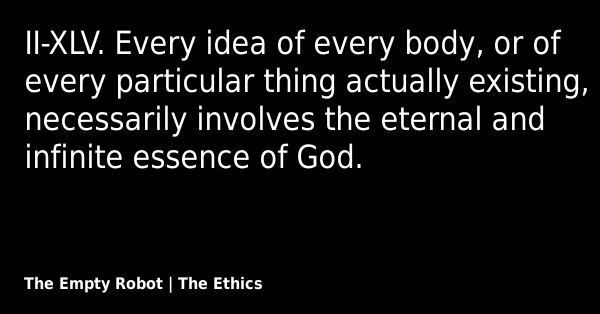 II-XLV. Every idea of every body, or of
every particular thing actually existing,
necessarily involves the eternal and
infinite essence of God.
The Empty Robot | The Ethics